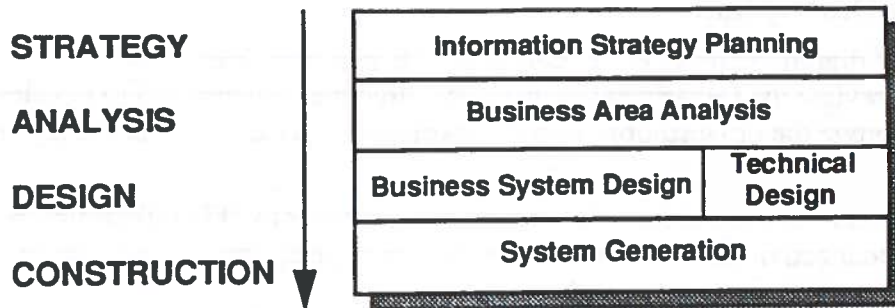 STRATEGY
Information Strategy Planning
ANALYSIS
Business Area Analysis
DESIGN
Business System Design
Technical
Design
CONSTRUCTION
System Generation